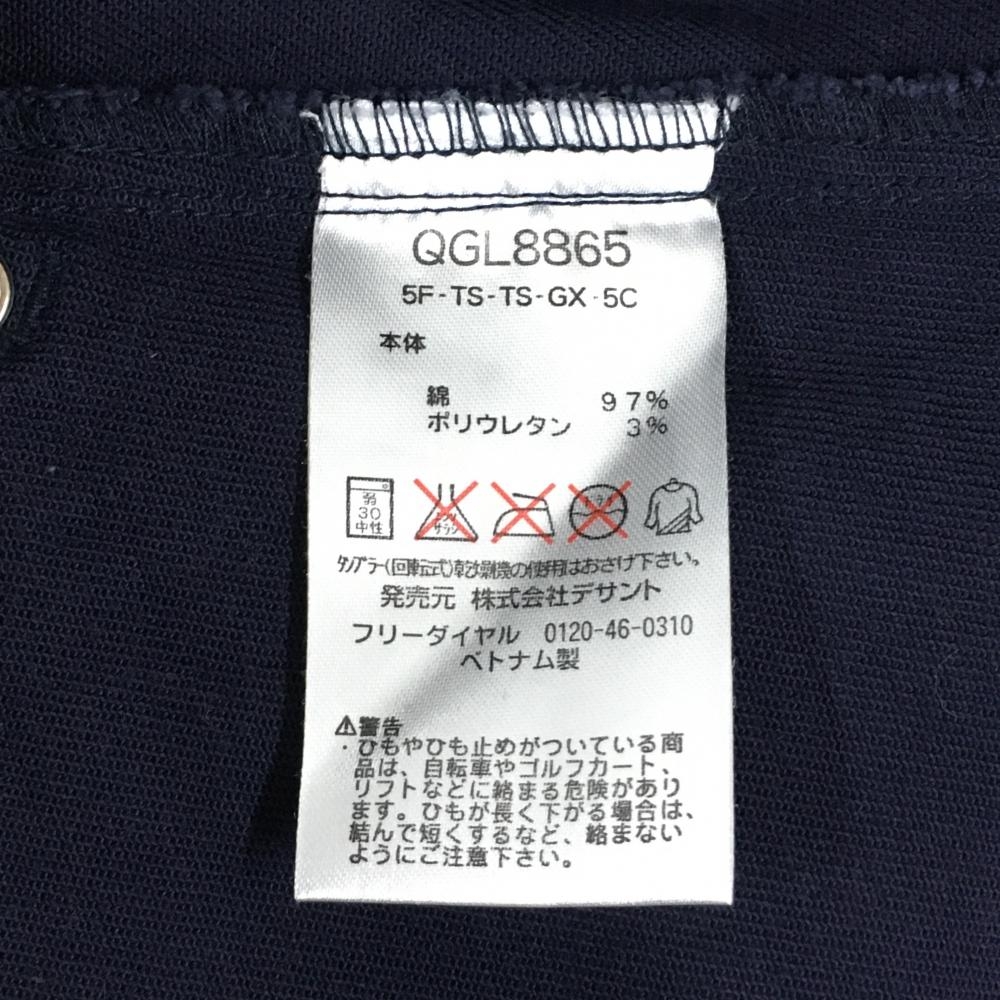 QGL8865
5F-TS-TS-GX-5C
本体
綿 97%
ポリウレタン 3%
弱
30
中性
エンソ
サラシ
タンブラー(回転式)乾燥機の使用はおさけ下さい。
発売元 株式会社デサント
フリーダイヤル 0120-46-0310
ベトナム製
⚠警告
・ひもやひも止めがついている商
品は、自転車やゴルフカート、
リフトなどに絡まる危険があり
ます。ひもが長く下がる場合は、
結んで短くするなど、絡まない
ようにご注意下さい。